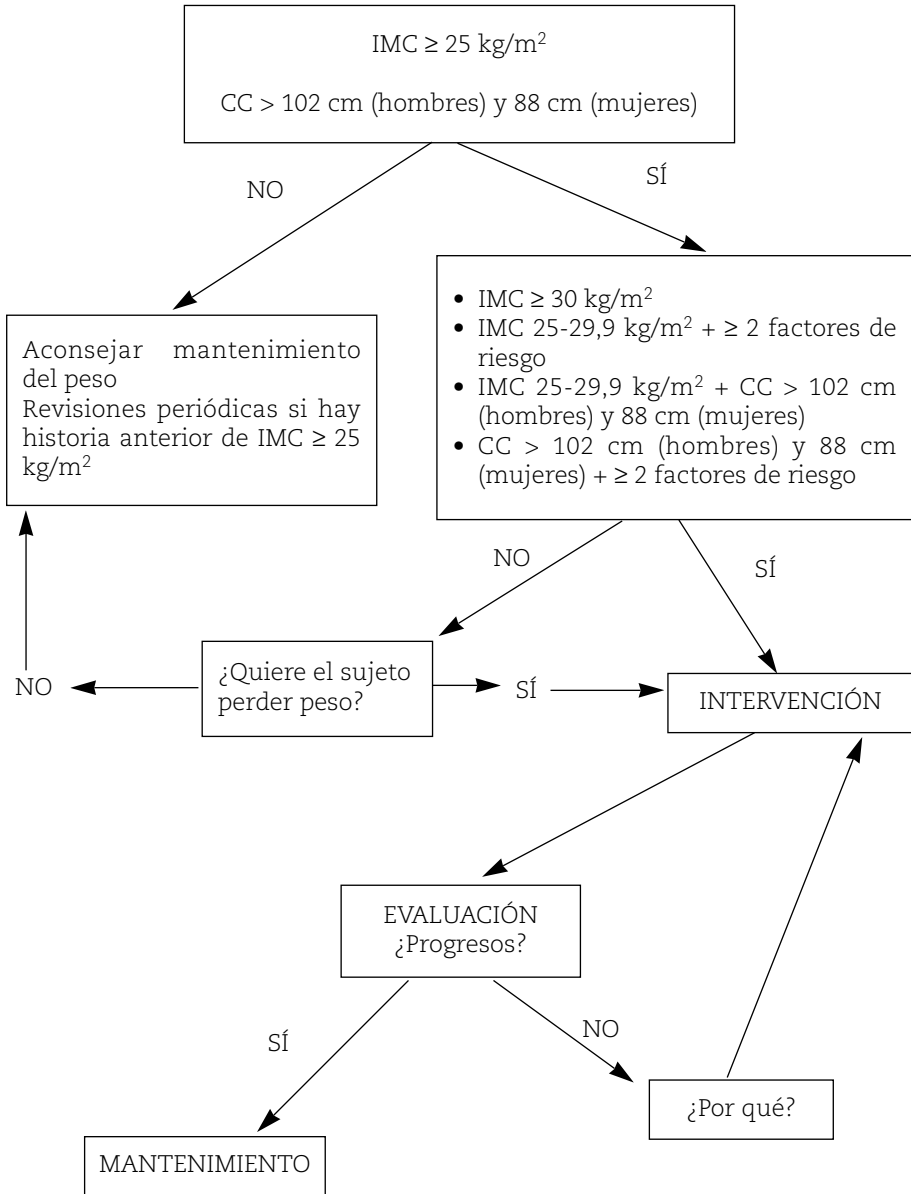 IMC ≥ 25 kg/m²
CC > 102 cm (hombres) y 88 cm (mujeres)
NO
SÍ
Aconsejar mantenimiento
del peso
Revisiones periódicas si hay
historia anterior de IMC ≥ 25
kg/m²
• IMC ≥ 30 kg/m²
• IMC 25-29,9 kg/m² + ≥ 2 factores de
riesgo
• IMC 25-29,9 kg/m² + CC > 102 cm
(hombres) y 88 cm (mujeres)
• CC > 102 cm (hombres) y 88 cm
(mujeres) + ≥ 2 factores de riesgo
NO
SÍ
NO
¿Quiere el sujeto
perder peso?
SÍ
INTERVENCIÓN
EVALUACIÓN
¿Progresos?
SÍ
NO
¿Por qué?
MANTENIMIENTO